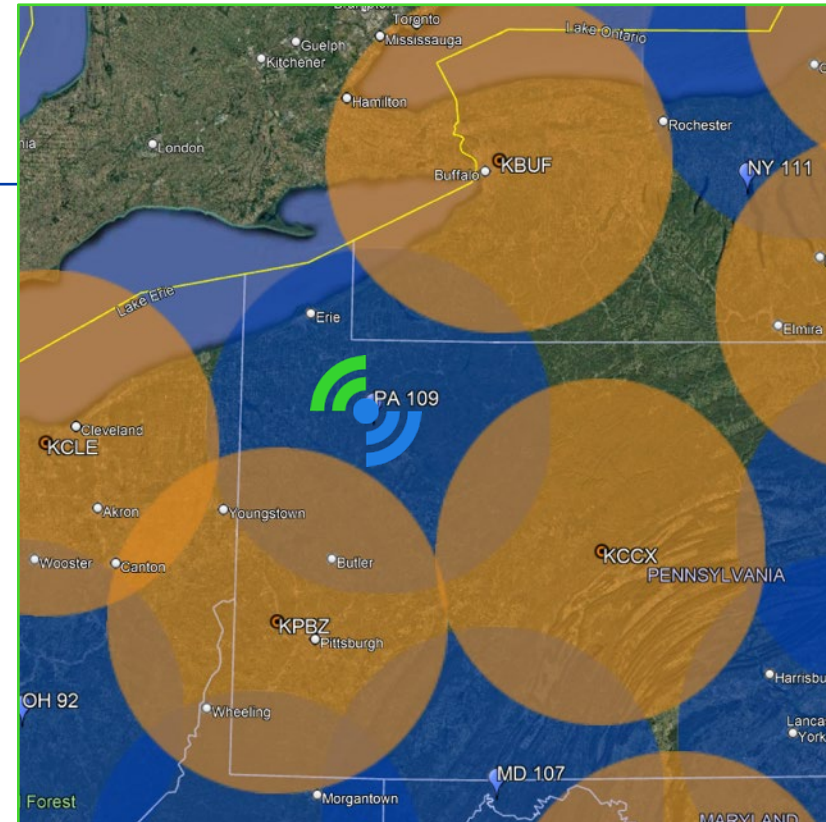 Toronto
Mississauga
Lake Ontario
Guelph
Kitchener
Hamilton
London
Rochester
KBUF
Buffalo
NY 111
Lake Erie
Erie
Elmira
PA 109
Cleveland
KCLE
Akron
Youngstown
Wooster
Canton
Butler
KCCX
PENNSYLVANIA
KPBZ
Pittsburgh
Harrisbu
OH 92
Wheeling
Lanca
York
MD 107
Forest
Morgantown
MARYLAND